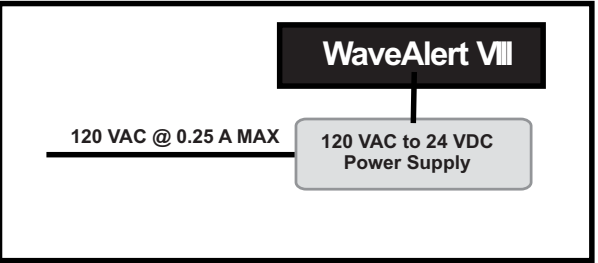 WaveAlert VIII
120 VAC @ 0.25 A MAX
120 VAC to 24 VDC
Power Supply